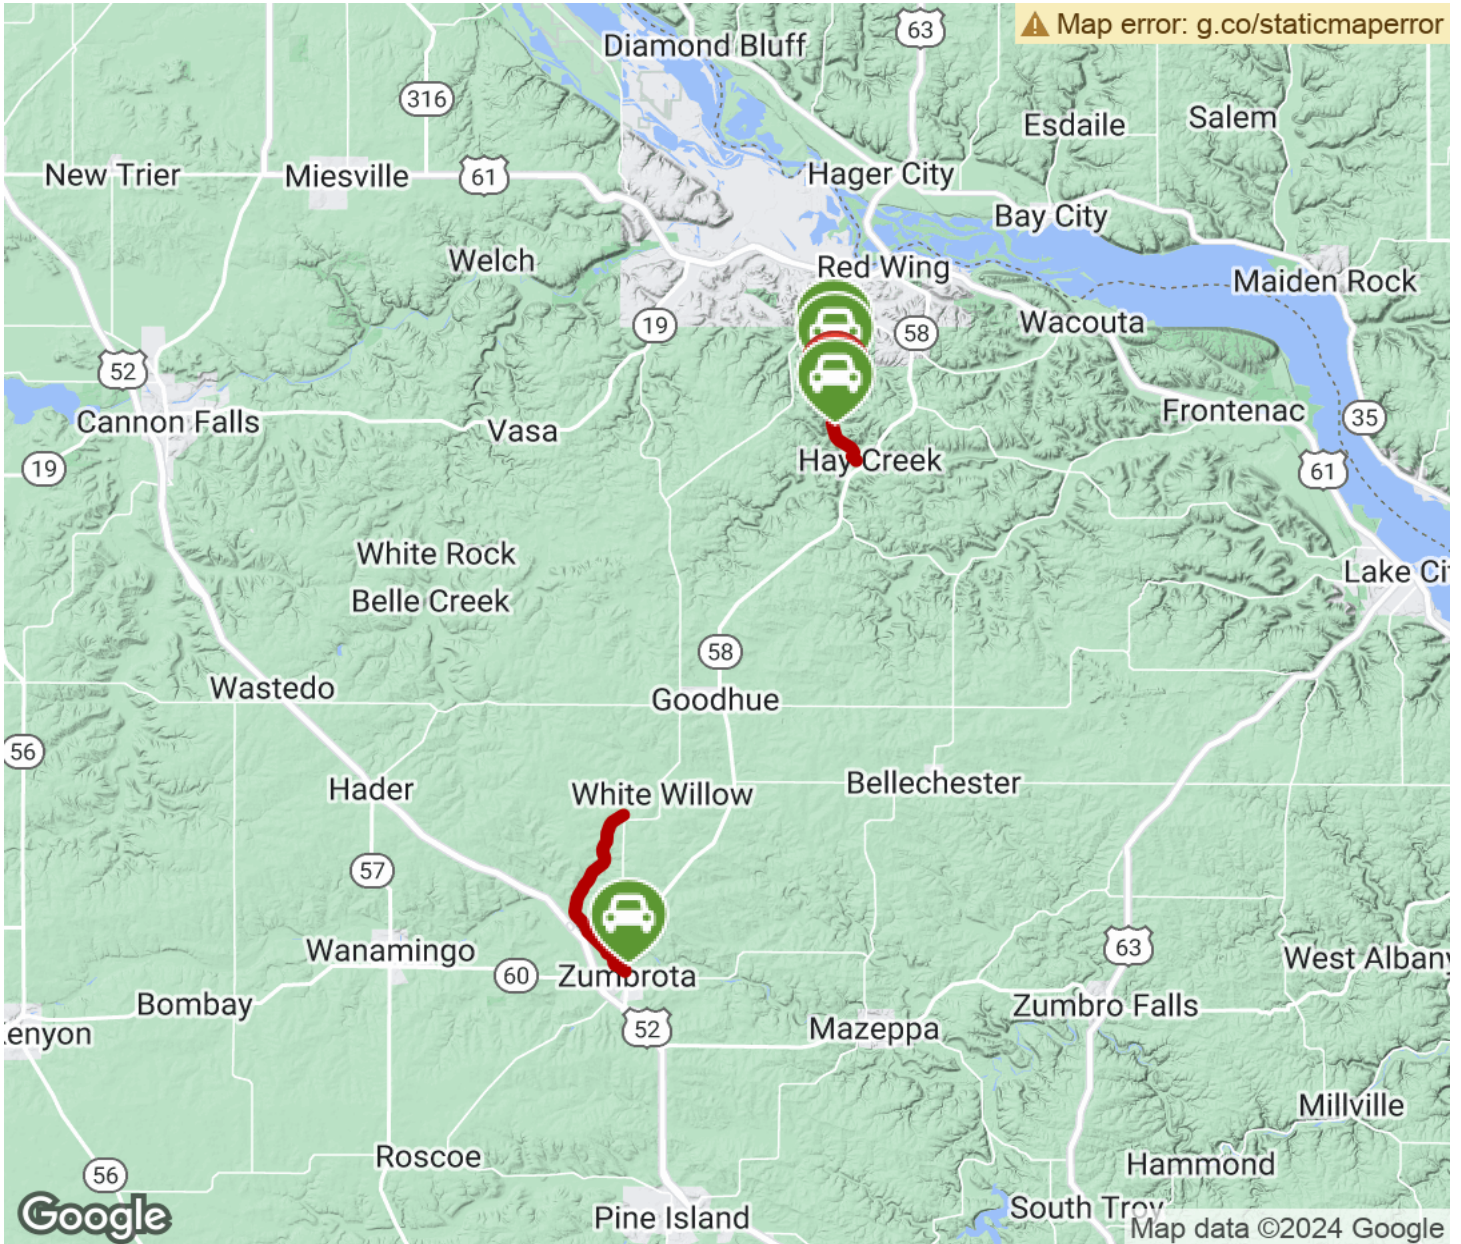 Map error: g.co/staticmaperror
63
Diamond Bluff
316
Salem
Esdaile
New Trier
Miesville
61
Hager City
Bay City
Welch
Red Wing
Maiden Rock
19
58
Wacouta
52
Cannon Falls
Vasa
Frontenac
35
19
Hay Creek
61
White Rock
Lake Cit
Belle Creek
58
Wastedo
Goodhue
56
Hader
White Willow
Bellechester
57
Wanamingo
60
Zumbrota
63
West Albany
Bombay
Zumbro Falls
enyon
52
Mazeppa
Millville
Roscoe
Hammond
56
South Troy
Pine Island
Google
Map data ©2024 Google